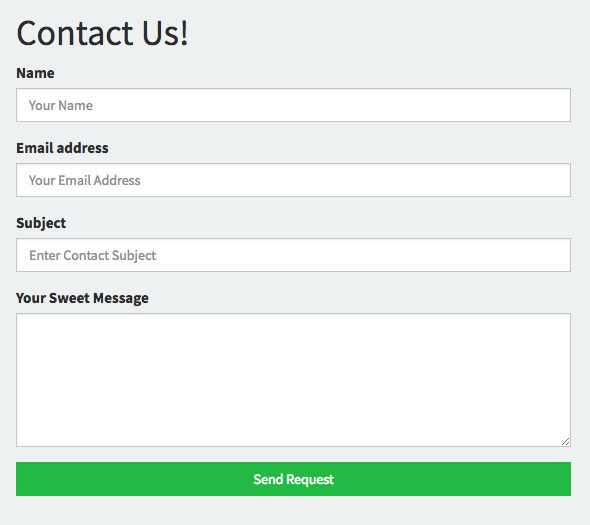 Contact Us!
Name
Your Name
Email address
Your Email Address
Subject
Enter Contact Subject
Your Sweet Message
Send Request